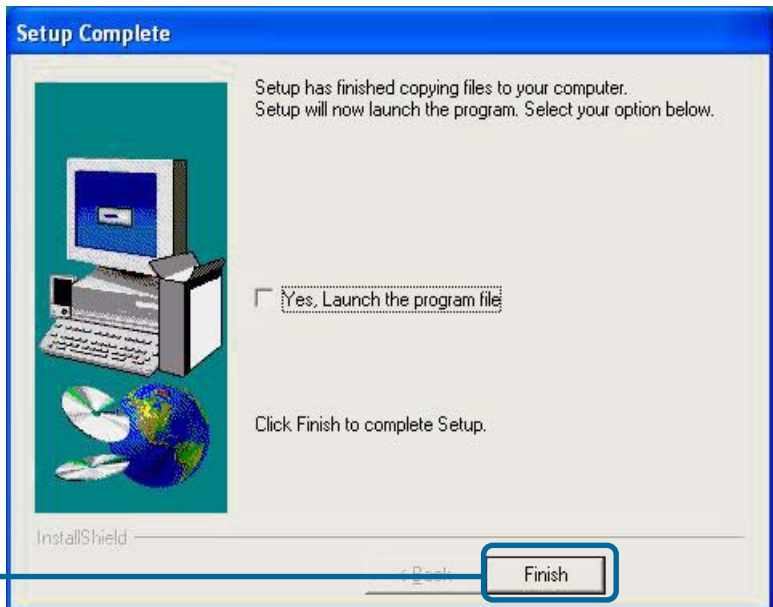 Setup Complete
Setup has finished copying files to your computer.
Setup will now launch the program. Select your option below.
Yes, Launch the program file
Click Finish to complete Setup.
InstallShield
< Back
Finish